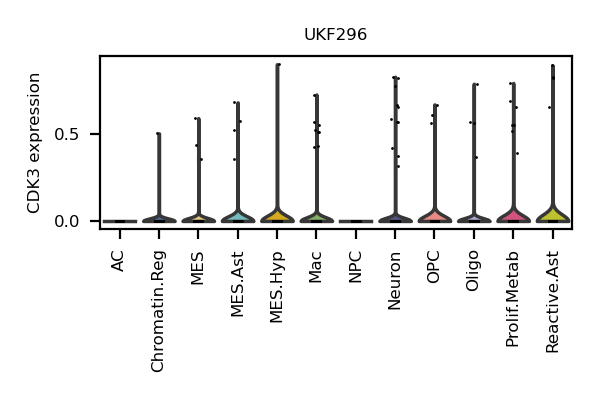 UKF296
CDK3 expression
0.5
0.0
AC
Chromatin.Reg
MES
MES.Ast
MES.Hyp
Mac
NPC
Neuron
OPC
Oligo
Prolif.Metab
Reactive.Ast